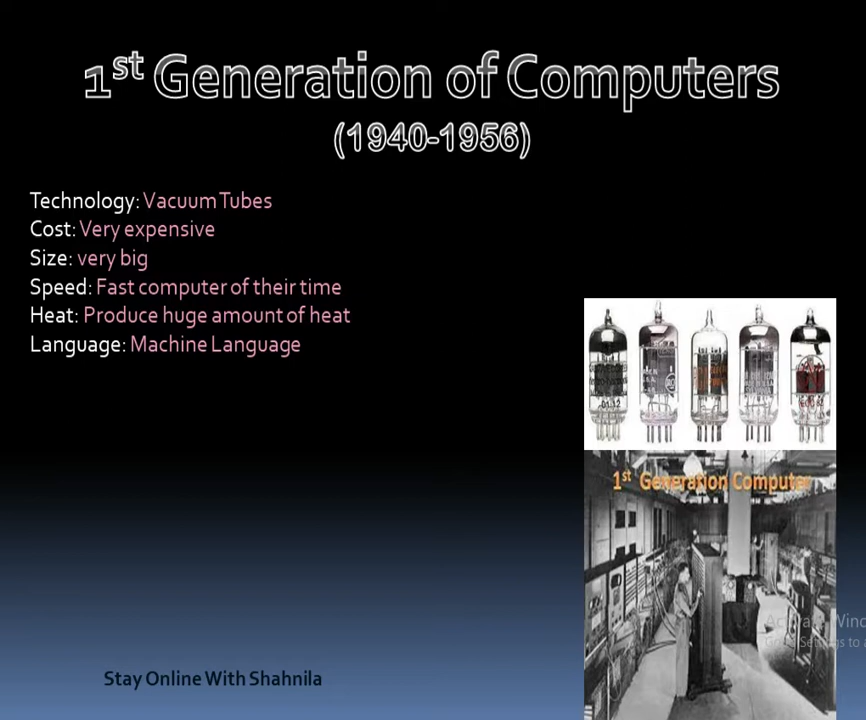 1st Generation of Computers
(1940-1956)
Technology: Vacuum Tubes
Cost: Very expensive
Size: very big
Speed: Fast computer of their time
Heat: Produce huge amount of heat
Language: Machine Language
1st Generation Computer
Stay Online With Shahnila